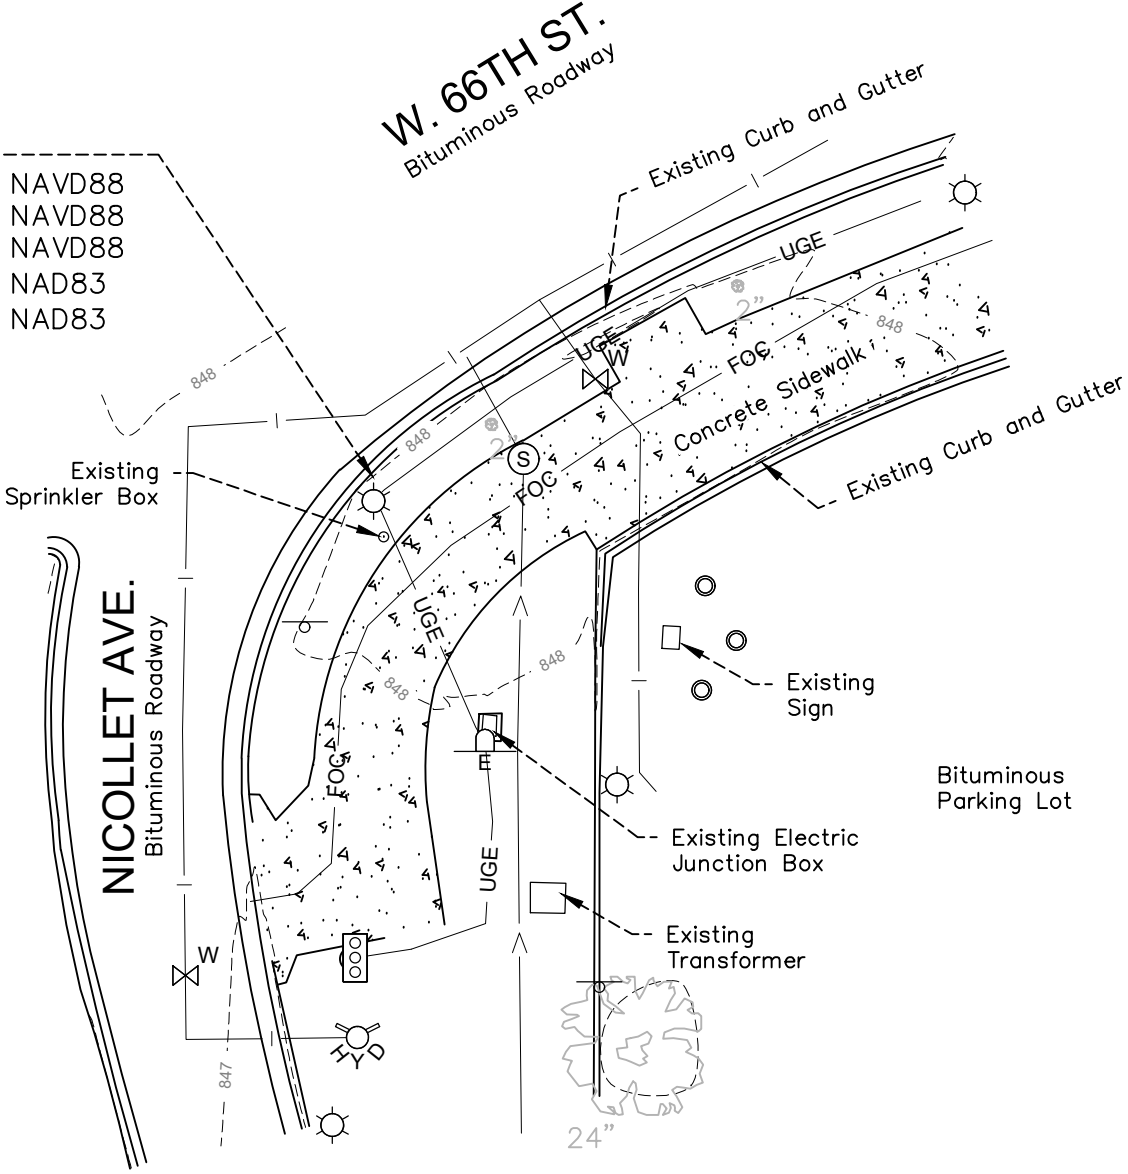 W. 66TH ST.
Bituminous Roadway
Existing Curb and Gutter
NAVD88
NAVD88
NAVD88
NAD83
NAD83
UGE
2"
848
UGE
W
FOC
848
Concrete Sidewalk
848
2"
S
FOC
Existing Curb and Gutter
Existing
Sprinkler Box
NICOLLET AVE.
Bituminous Roadway
UGE
848
848
Existing
Sign
FOC
E
Bituminous
Parking Lot
Existing Electric
Junction Box
UGE
Existing
Transformer
W
HYD
847
24"